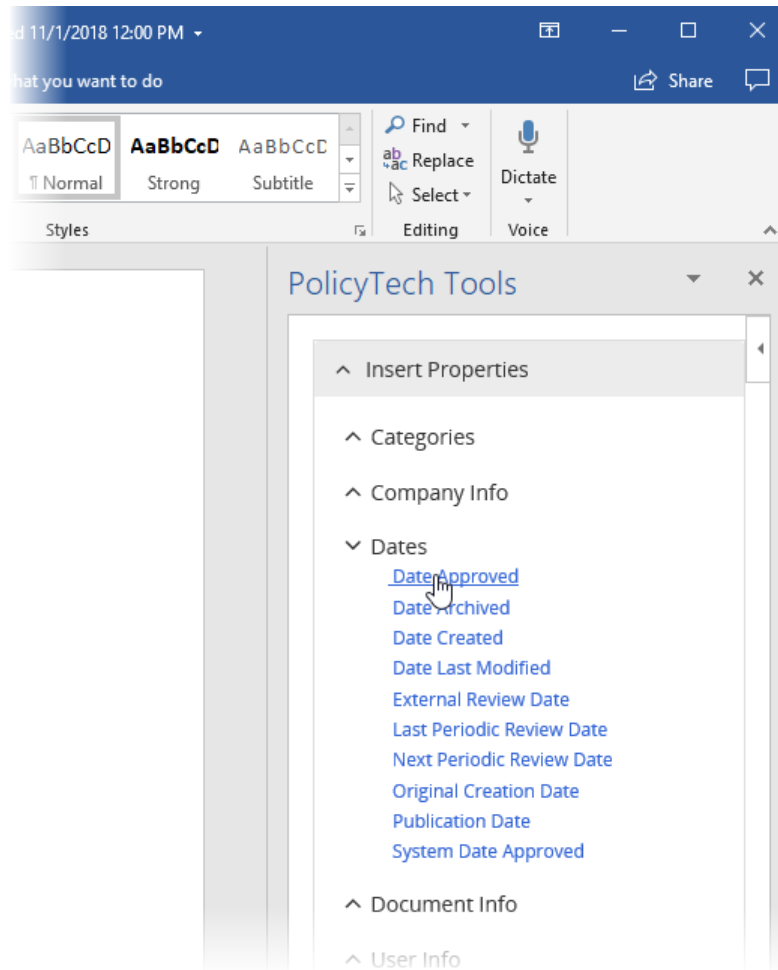 d 11/1/2018 12:00 PM
hat you want to do
Share
AaBbCcD AaBbCcD AaBbCcD
¶ Normal Strong Subtitle
Styles
Find
Replace
Select
Editing
Dictate
Voice
PolicyTech Tools
Insert Properties
Categories
Company Info
Dates
Date Approved
Date Archived
Date Created
Date Last Modified
External Review Date
Last Periodic Review Date
Next Periodic Review Date
Original Creation Date
Publication Date
System Date Approved
Document Info
User Info